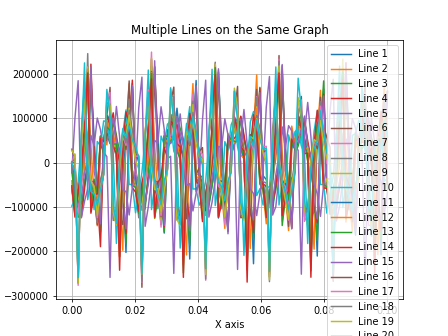 Multiple Lines on the Same Graph
200000
100000
0
−100000
−200000
−300000
0.00
0.02
0.04
0.06
X axis
Line 1
Line 2
Line 3
Line 4
Line 5
Line 6
Line 7
Line 8
Line 9
Line 10
Line 11
Line 12
Line 13
Line 14
Line 15
Line 16
Line 17
Line 18
Line 19
Line 20